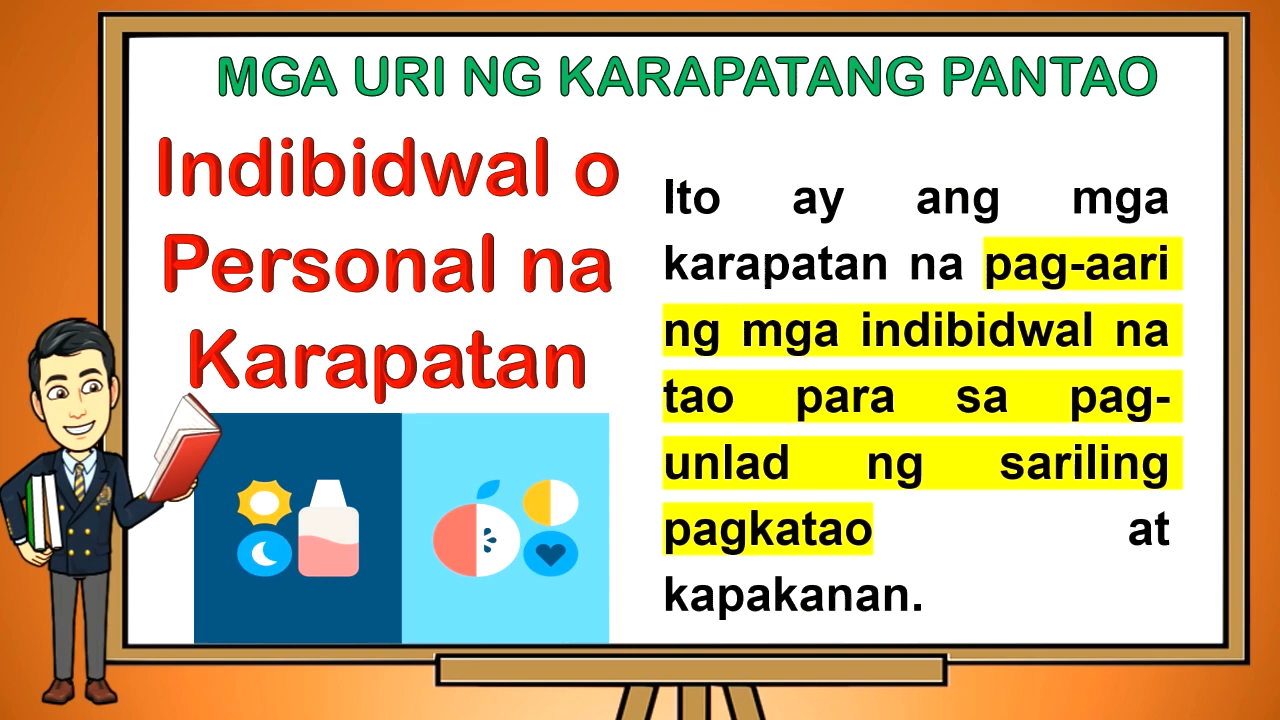 MGA URI NG KARAPATANG PANTAO
Indibidwal o
Personal na
Karapatan
Ito ay ang mga
karapatan na pag-aari
ng mga indibidwal na
tao para sa pag-
unlad ng sariling
pagkatao at
kapakanan.